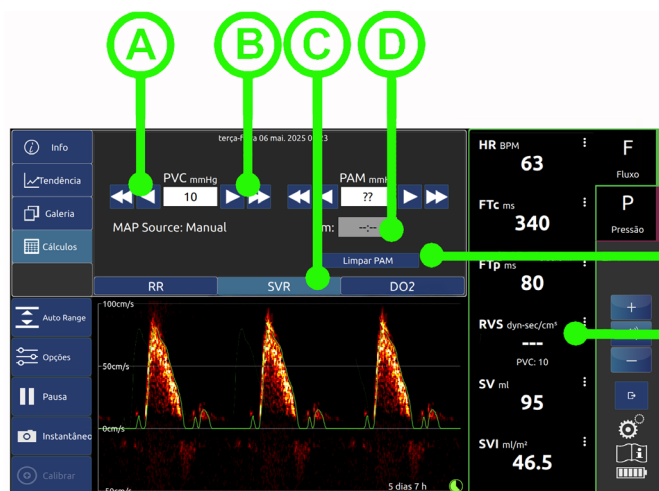 A
B
C
D
terça-f
a 06 mai. 2025 0
23
Info
Tendência
Galeria
Cálculos
PVC mmHg
10
PAM mmH
??
MAP Source: Manual
m:
--:--
Limpar PAM
RR
SVR
DO2
Auto Range
Opções
Pausa
Instantâneo
Calibrar
100cm/s
50cm/s
0cm/s
-50cm/s
5 dias 7 h
HR BPM
63
FTc ms
340
FTp ms
80
RVS dyn-sec/cm⁵
---
PVC: 10
SV ml
95
SVI ml/m²
46.5
F
Fluxo
P
Pressão
+
—